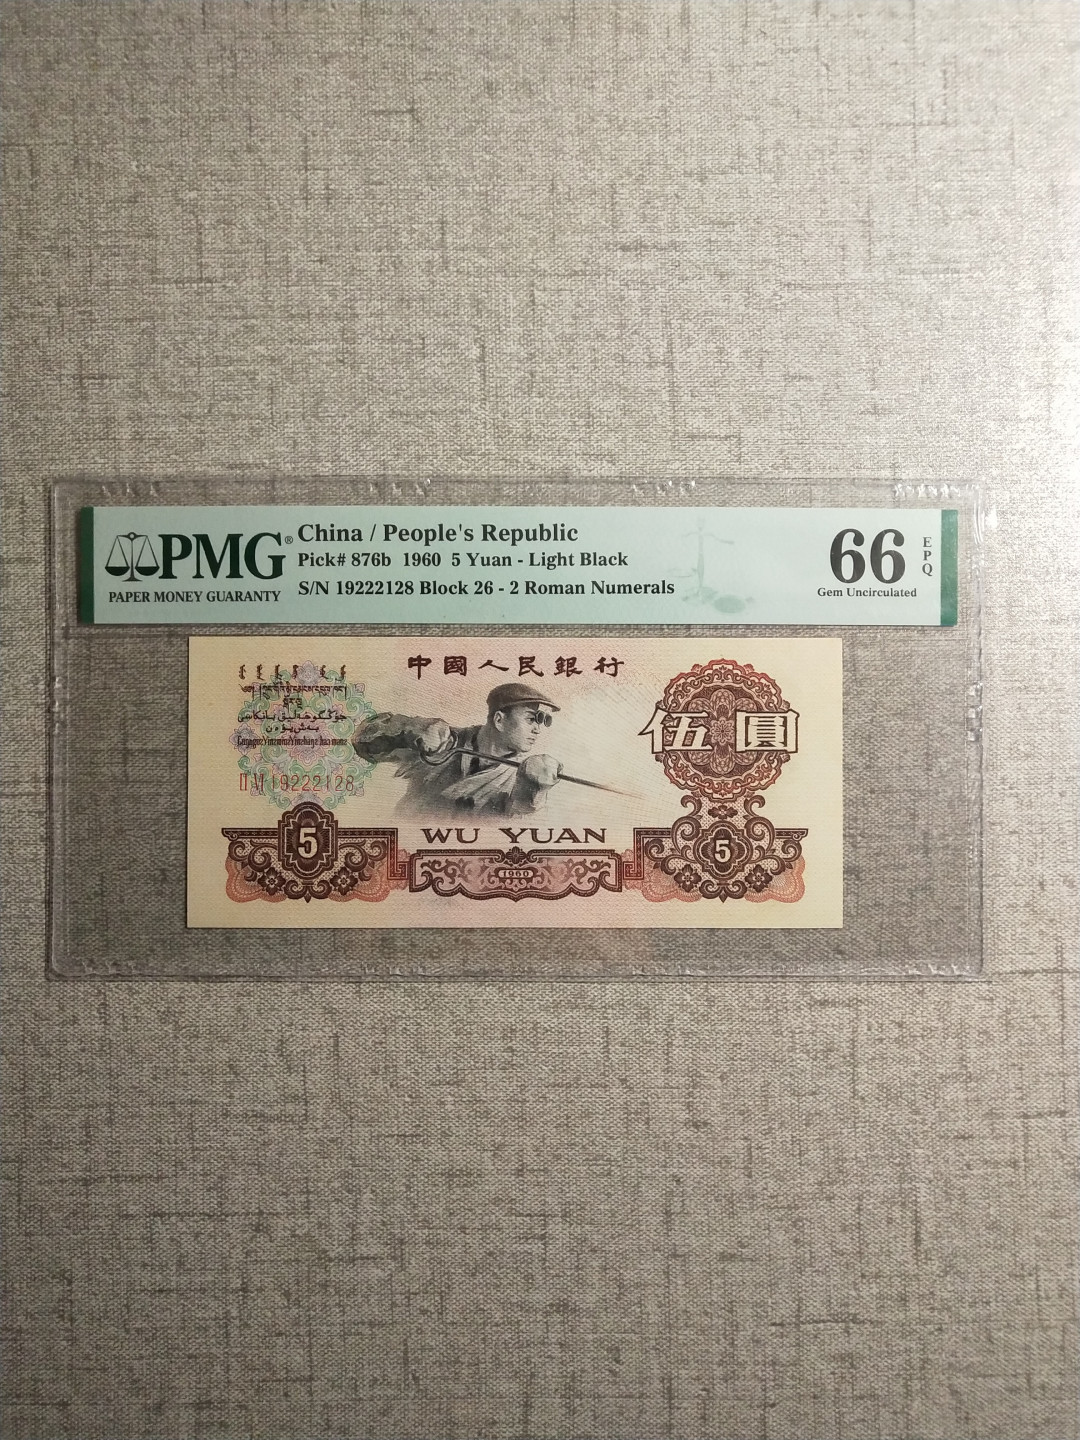 PMG®
PAPER MONEY GUARANTY
China / People's Republic
Pick# 876b 1960 5 Yuan - Light Black
S/N 19222128 Block 26 - 2 Roman Numerals
66
EPQ
Gem Uncirculated
中國人民銀行
伍圓
II VI 19222128
5
WU YUAN
5
1960